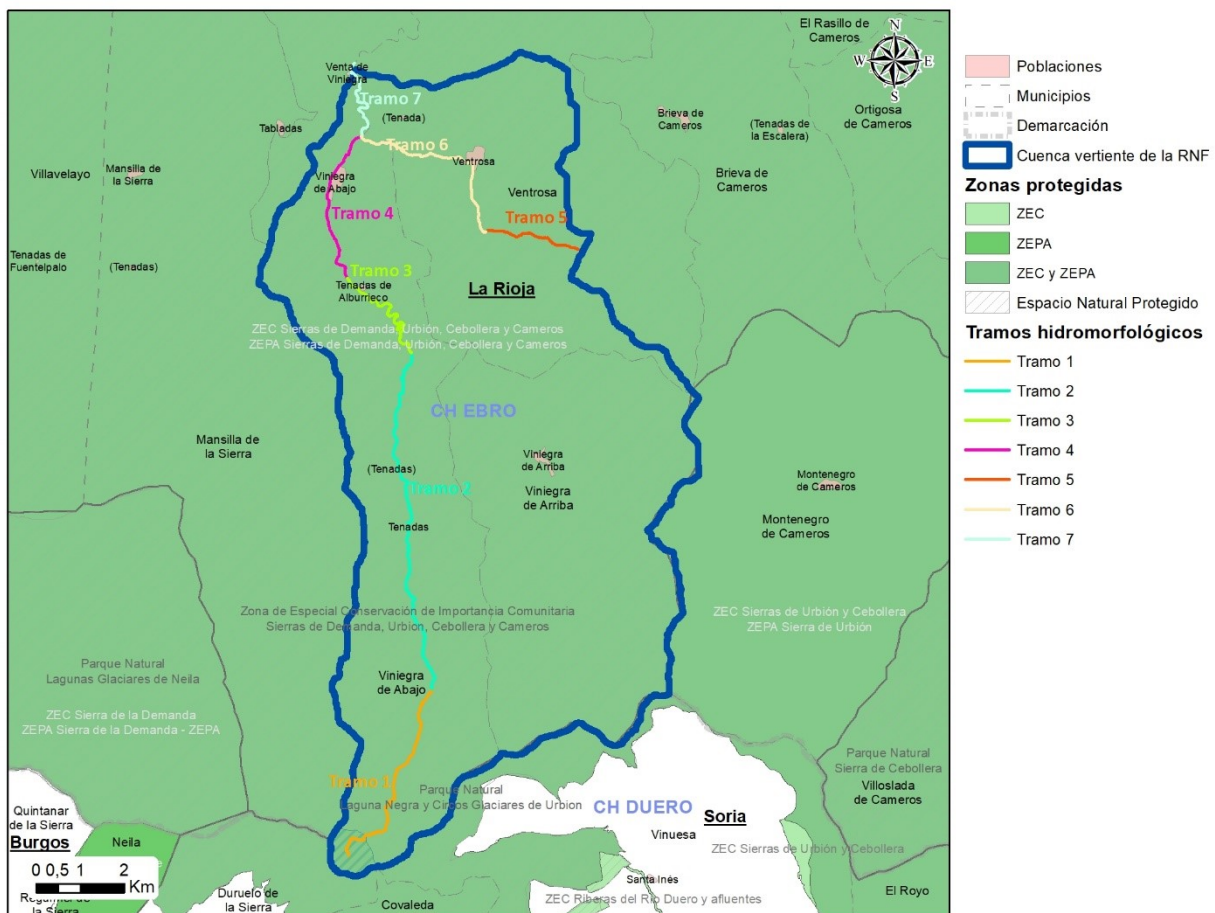 El Rasillo de
Cameros
N
W
E
S
Venta de
Viniegra
Tramo 7
(Tenada)
Tabladas
Brieva de
Cameros
(Tenadas de
la Escalera)
Ortigosa
de Cameros
Tramo 6
Ventrosa
Villavelayo
Mansilla de
la Sierra
Viniegra
de Abajo
Brieva de
Cameros
Ventrosa
Tramo 4
Tramo 5
Tenadas de
Fuentelpalo
(Tenadas)
Tramo 3
Tenadas de
Alburrieco
La Rioja
ZEC Sierras de Demanda, Urbión, Cebollera y Cameros
ZEPA Sierras de Demanda, Urbión, Cebollera y Cameros
CH EBRO
Mansilla de
la Sierra
Viniegra
de Arriba
(Tenadas)
Tramo 2
Viniegra
de Arriba
Montenegro
de Cameros
Tenadas
Montenegro
de Cameros
Zona de Especial Conservación de Importancia Comunitaria
Sierras de Demanda, Urbion, Cebollera y Cameros
ZEC Sierras de Urbión y Cebollera
ZEPA Sierra de Urbión
Parque Natural
Lagunas Glaciares de Neila
Viniegra
de Abajo
ZEC Sierra de la Demanda
ZEPA Sierra de la Demanda - ZEPA
Tramo 1
Parque Natural
Laguna Negra y Circos Glaciares de Urbion
Parque Natural
Sierra de Cebollera
Villoslada
de Cameros
CH DUERO
Soria
Vinuesa
Quintanar
de la Sierra
Burgos
Neila
ZEC Sierras de Urbión y Cebollera
0 0,5 1 2
Km
Santa Inés
El Royo
Duruelo de
la Sierra
Covaleda
ZEC Riberas del Río Duero y afluentes
de la Sierra
Poblaciones
Municipios
Demarcación
Cuenca vertiente de la RNF
Zonas protegidas
ZEC
ZEPA
ZEC y ZEPA
Espacio Natural Protegido
Tramos hidromorfológicos
Tramo 1
Tramo 2
Tramo 3
Tramo 4
Tramo 5
Tramo 6
Tramo 7